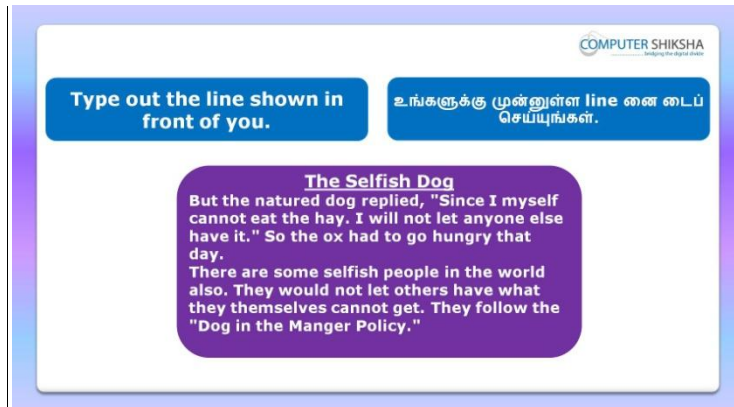 COMPUTER SHIKSHA
bridging the digital divide
Type out the line shown in
front of you.
உங்களுக்கு முன்னுள்ள line னை டைப்
செய்யுங்கள்.
The Selfish Dog
But the natured dog replied, "Since I myself
cannot eat the hay. I will not let anyone else
have it." So the ox had to go hungry that
day.
There are some selfish people in the world
also. They would not let others have what
they themselves cannot get. They follow the
"Dog in the Manger Policy."